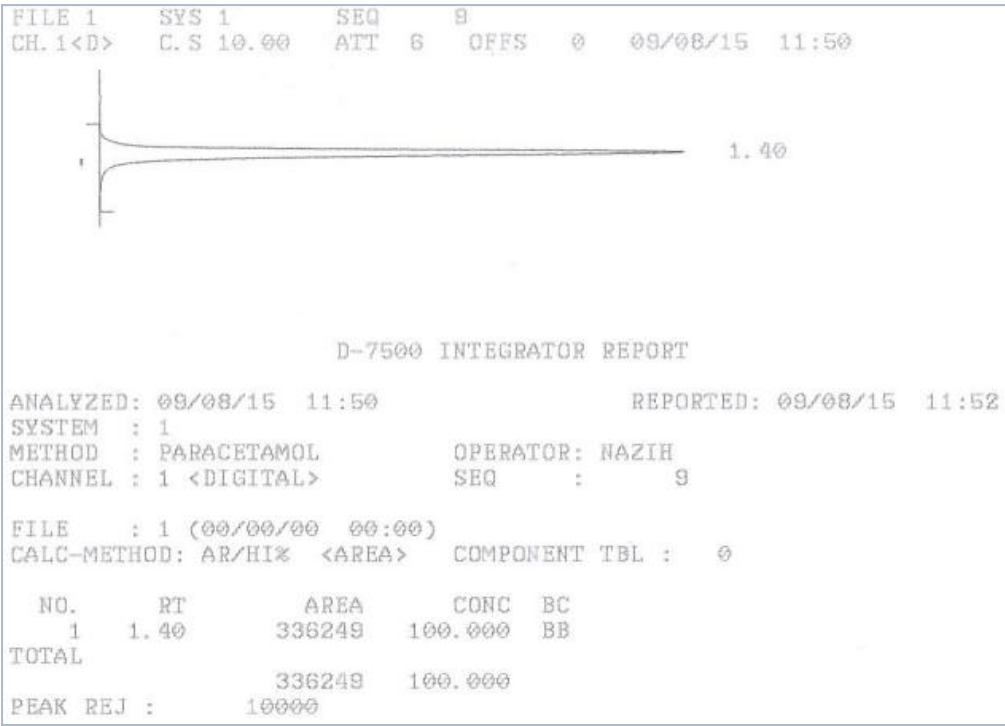 FILE 1 SYS 1 SEQ 9
CH. 1<D> C. S 10.00 ATT 6 OFFS 0 09/08/15 11:50
1.40
D-7500 INTEGRATOR REPORT
ANALYZED: 09/08/15 11:50 REPORTED: 09/08/15 11:52
SYSTEM : 1
METHOD : PARACETAMOL OPERATOR: NAZIH
CHANNEL : 1 <DIGITAL> SEQ : 9
FILE : 1 (00/00/00 00:00)
CALC-METHOD: AR/HI% <AREA> COMPONENT TBL : 0
NO. RT AREA CONC BC
1 1.40 336249 100.000 BB
TOTAL
336249 100.000
PEAK REJ : 10000